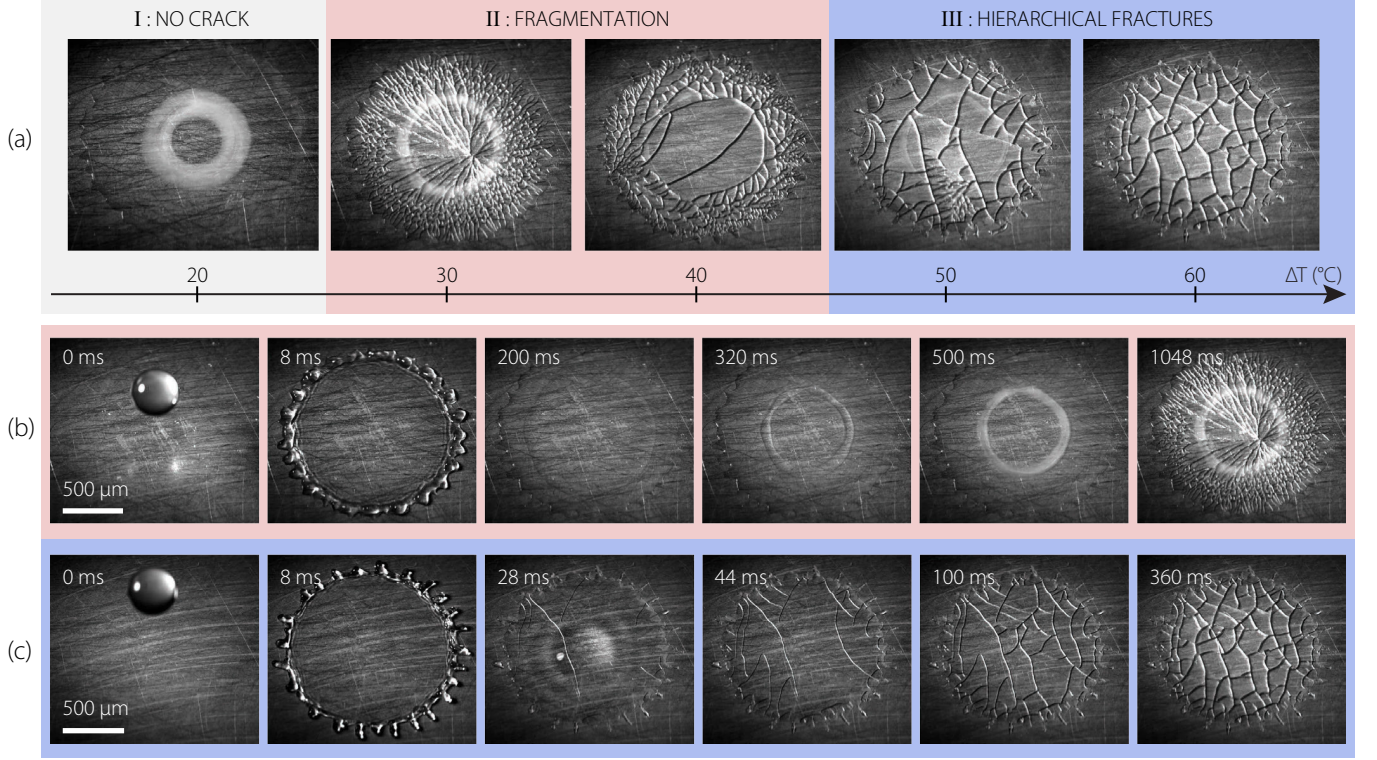 I : NO CRACK
II : FRAGMENTATION
III : HIERARCHICAL FRACTURES
(a)
20
30
40
50
60
ΔT (°C)
(b)
0 ms
8 ms
200 ms
320 ms
500 ms
1048 ms
500 µm
(c)
0 ms
8 ms
28 ms
44 ms
100 ms
360 ms
500 µm